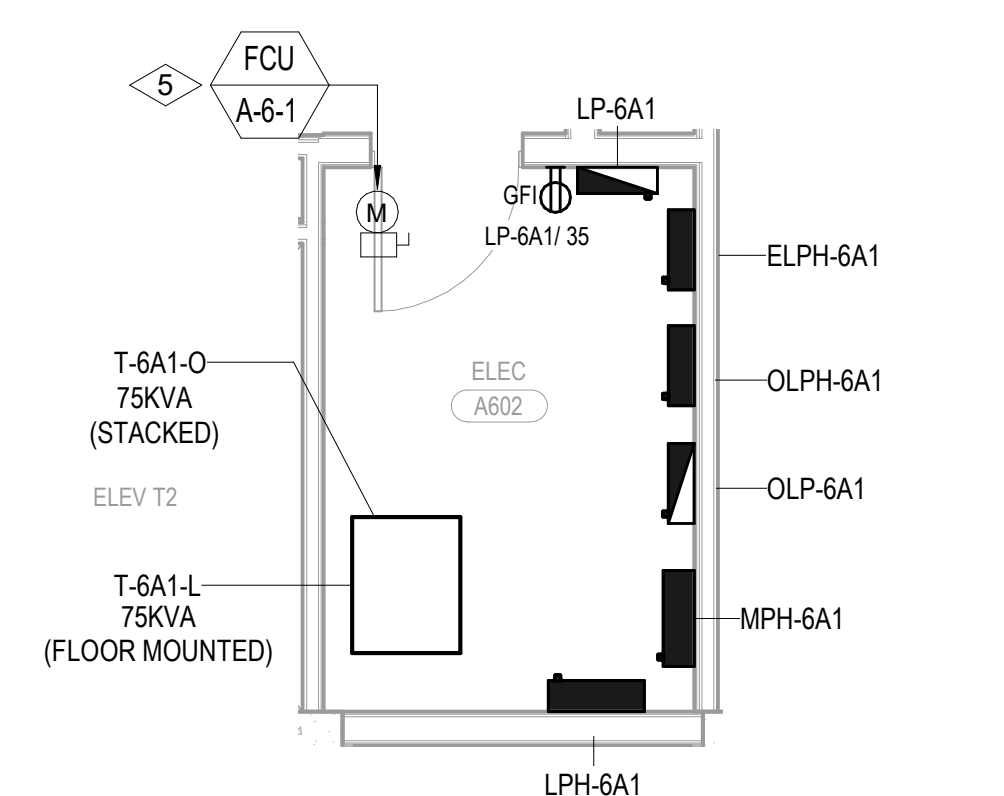 FCU
5
A-6-1
LP-6A1
M
GFI
LP-6A1/ 35
ELPH-6A1
T-6A1-O
75KVA
(STACKED)
ELEC
A602
OLPH-6A1
ELEV T2
OLP-6A1
T-6A1-L
75KVA
(FLOOR MOUNTED)
MPH-6A1
LPH-6A1